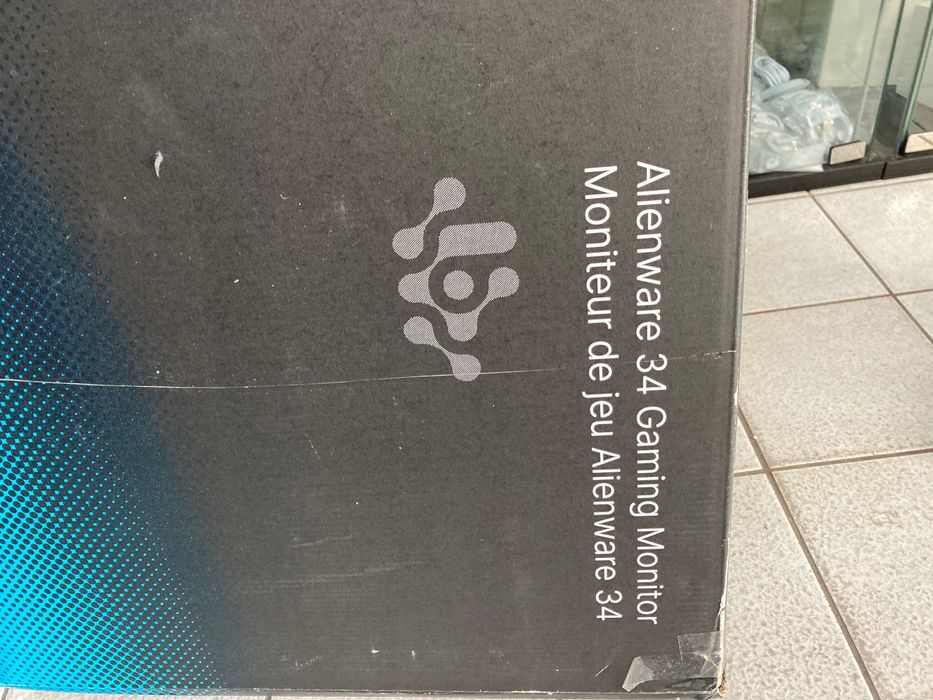 Alienware 34 Gaming Monitor
Moniteur de jeu Alienware 34